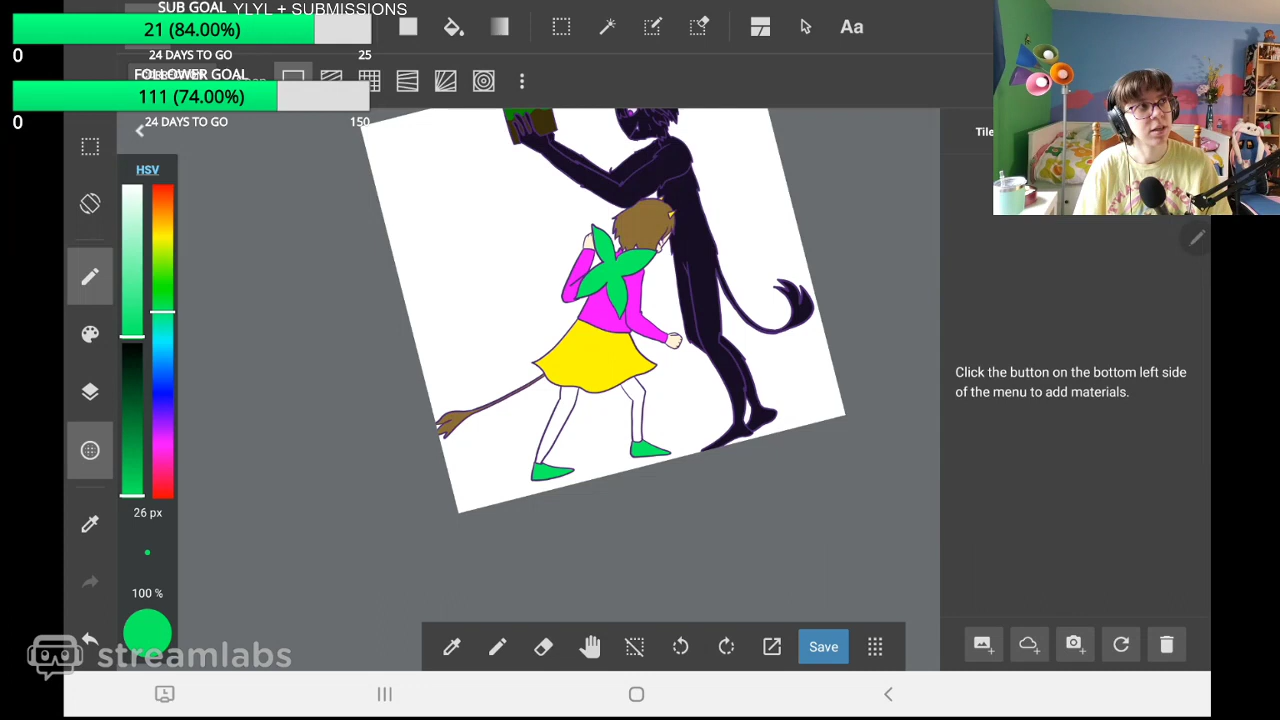 SUB GOAL
YLYL + SUBMISSIONS
21 (84.00%)
0
24 DAYS TO GO
25
FOLLOWER GOAL
111 (74.00%)
0
24 DAYS TO GO
150
Aa
HSV
26 px
100 %
Click the button on the bottom left side
of the menu to add materials.
Save
streamlabs